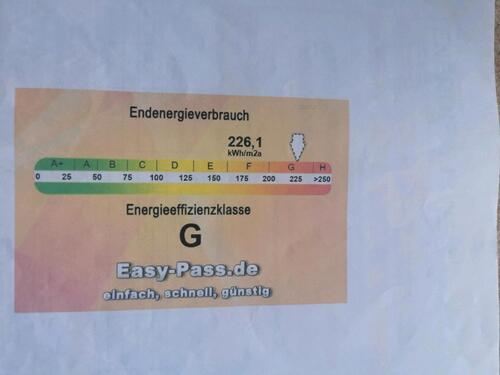 Endenergieverbrauch
226,1
kWh/m2a
A+ A B C D E F G H
0 25 50 75 100 125 150 175 200 225 >250
Energieeffizienzklasse
G
Easy-Pass.de
einfach, schnell, günstig